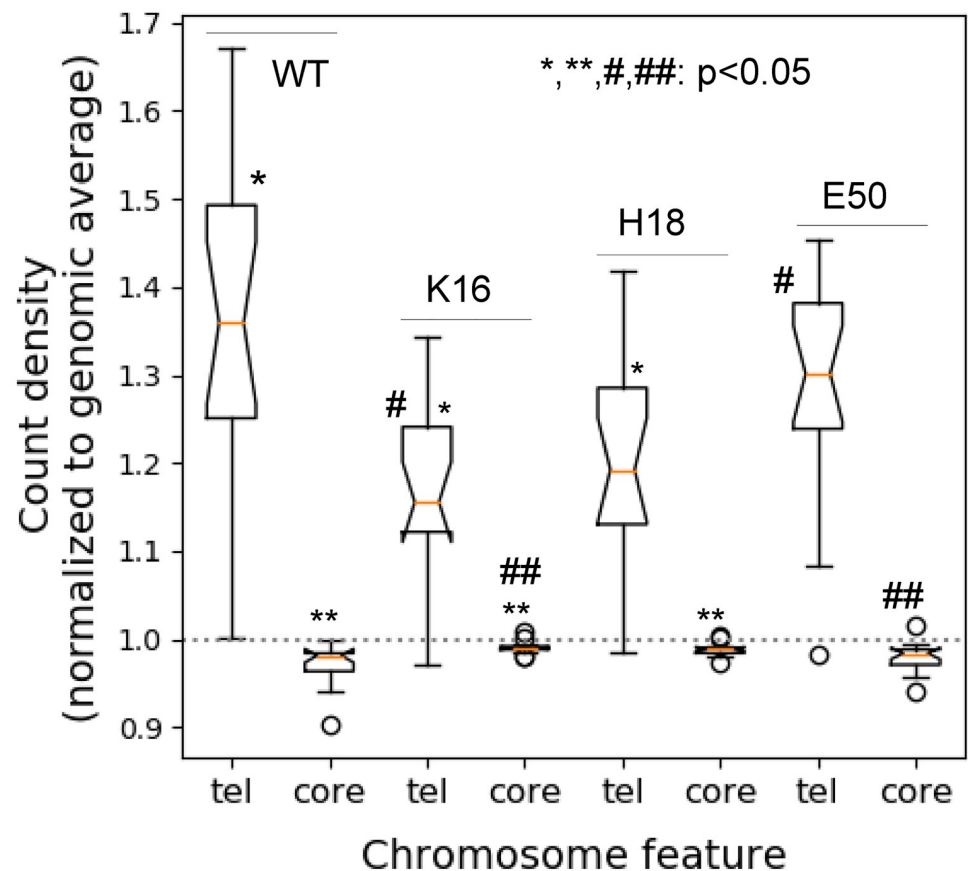 1.7
1.6
1.5
1.4
1.3
1.2
1.1
1.0
0.9
Count density
(normalized to genomic average)
WT
*,**,#,##: p<0.05
*
**
K16
# *
##
**
H18
*
**
E50
#
##
tel core tel core tel core tel core
Chromosome feature